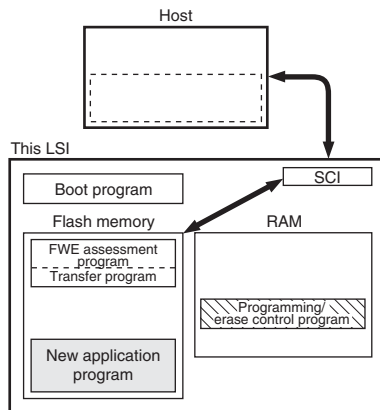 Host
This LSI
Boot program
SCI
Flash memory
RAM
FWE assessment
program
Transfer program
Programming/
erase control program
New application
program